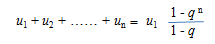 u₁ + u₂ + ...... + uₙ = u₁ (1 - qⁿ)/(1 - q)